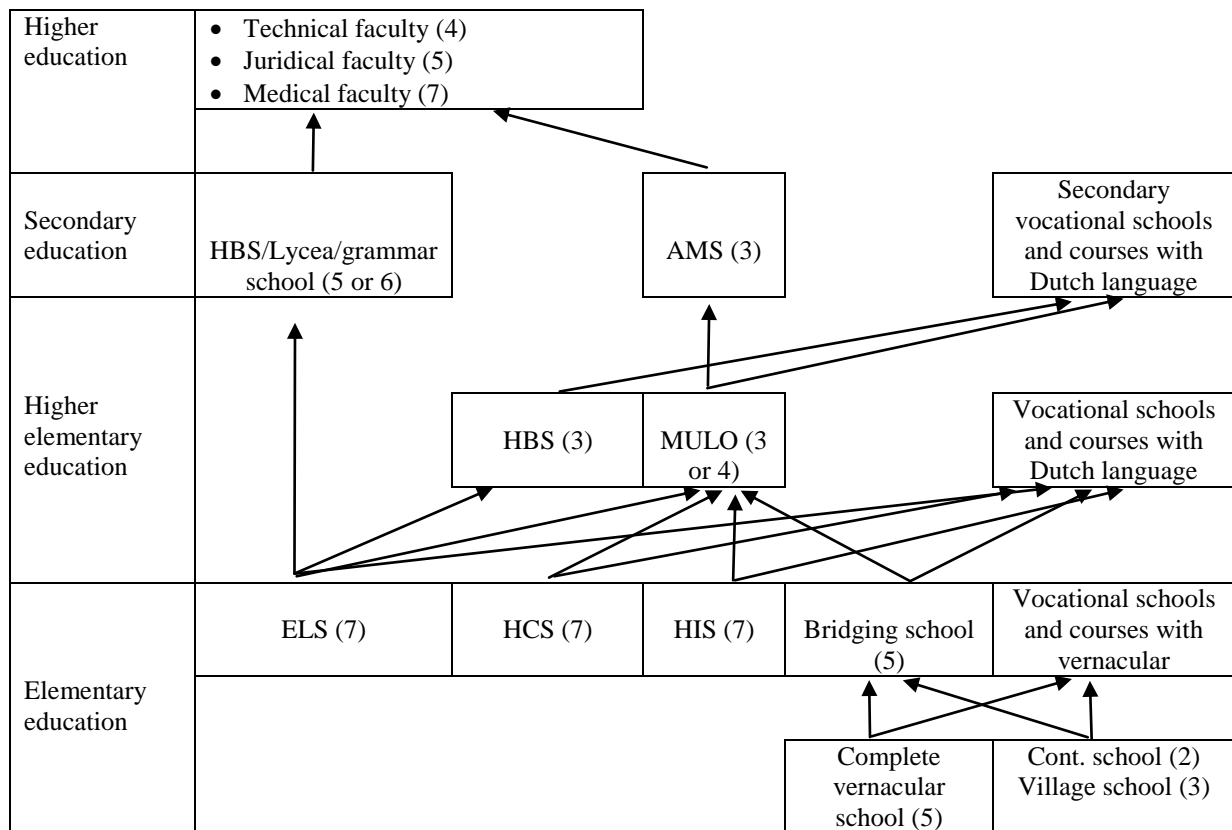 Higher
education
• Technical faculty (4)
• Juridical faculty (5)
• Medical faculty (7)
Secondary
education
HBS/Lycea/grammar
school (5 or 6)
AMS (3)
Secondary
vocational schools
and courses with
Dutch language
Higher
elementary
education
HBS (3)
MULO (3
or 4)
Vocational schools
and courses with
Dutch language
Elementary
education
ELS (7)
HCS (7)
HIS (7)
Bridging school
(5)
Vocational schools
and courses with
vernacular
Complete
vernacular
school (5)
Cont. school (2)
Village school (3)